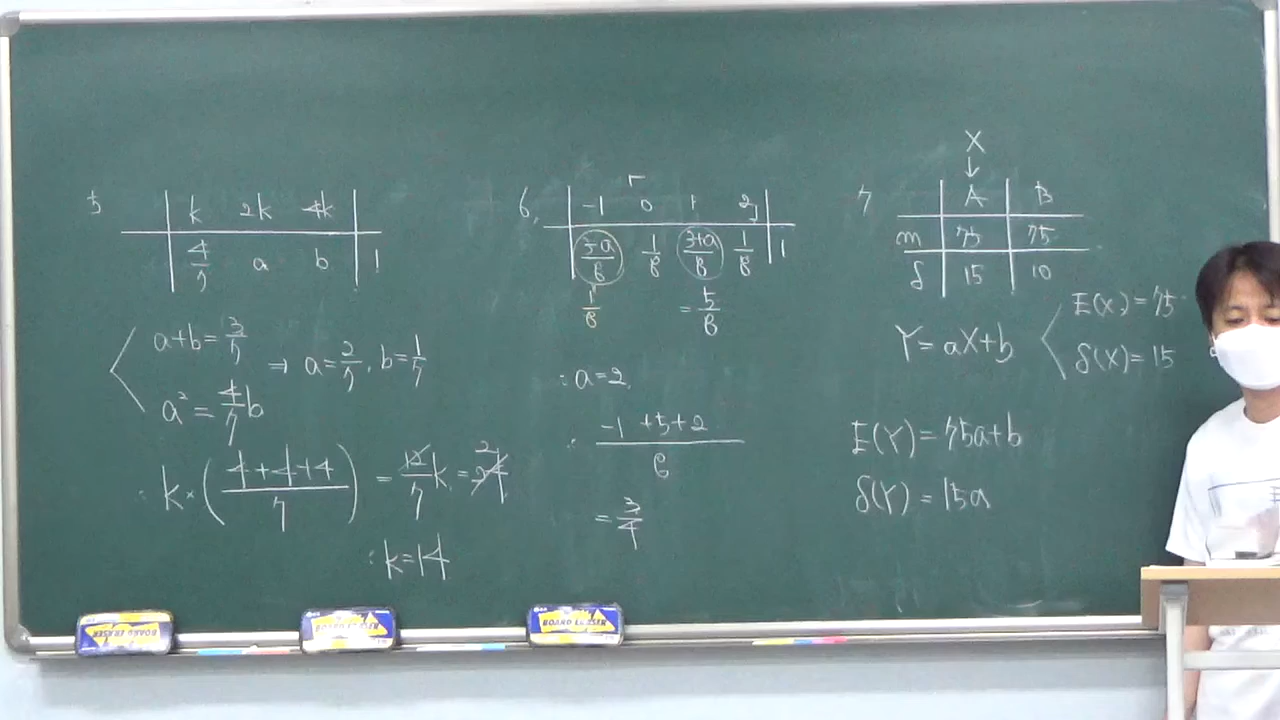 5
k 2k 4k
4/7 a b 1
a+b=3/7
a²=4/7 b
⇒ a=2/7, b=1/7
∴ k×(4+4+4/7) = 12/7 k = 24
2
∴ k=14
6.
-1 0 1 2
3-a/8 1/8 3+a/8 1/8 1
1/8 = 5/8
∴ a=2
∴ -1+5+2/8
= 3/4
7
X
↓
A B
m 75 75
σ 15 10
Y=aX+b
E(X)=75
σ(X)=15
E(Y)=75a+b
σ(Y)=15a
BOARD ERASER
BOARD ERASER
BOARD ERASER